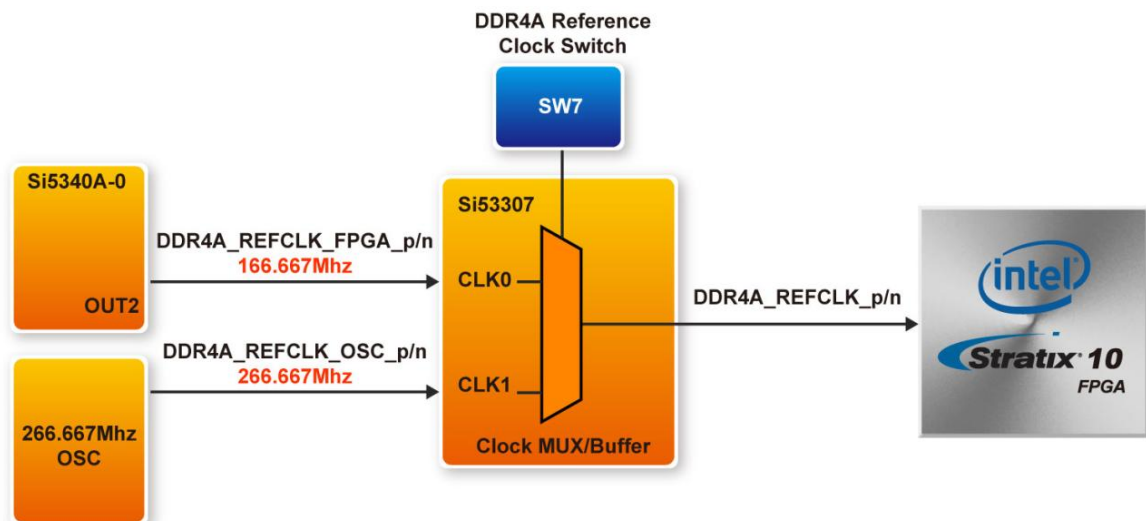 DDR4A Reference
Clock Switch
SW7
Si5340A-0
OUT2
DDR4A_REFCLK_FPGA_p/n
166.667Mhz
DDR4A_REFCLK_OSC_p/n
266.667Mhz
266.667Mhz
OSC
Si53307
CLK0
CLK1
Clock MUX/Buffer
DDR4A_REFCLK_p/n
intel
Stratix 10
FPGA